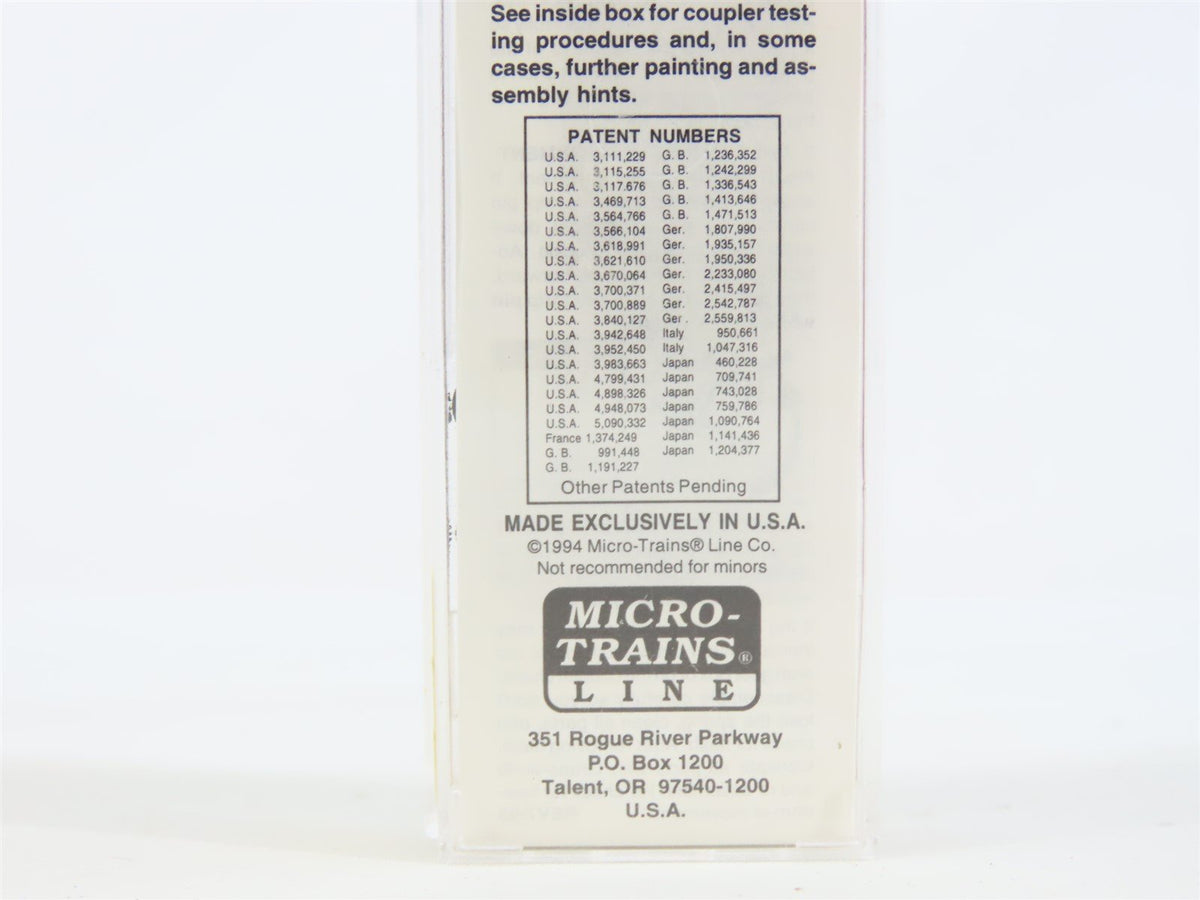 See inside box for coupler test-
ing procedures and, in some
cases, further painting and as-
sembly hints.
PATENT NUMBERS
U.S.A. 3,111,229 G. B. 1,236,352
U.S.A. 3,115,255 G. B. 1,242,299
U.S.A. 3,117.676 G. B. 1,336,543
U.S.A. 3,469,713 G. B. 1,413,646
U.S.A. 3,564,766 G. B. 1,471,513
U.S.A. 3,566,104 Ger. 1,807,990
U.S.A. 3,618,991 Ger. 1,935,157
U.S.A. 3,621,610 Ger. 1,950,336
U.S.A. 3,670,064 Ger. 2,233,080
U.S.A. 3,700,371 Ger. 2,415,497
U.S.A. 3,700,889 Ger. 2,542,787
U.S.A. 3,840,127 Ger. 2,559,813
U.S.A. 3,942,648 Italy 950,661
U.S.A. 3,952,450 Italy 1,047,316
U.S.A. 3,983,663 Japan 460,228
U.S.A. 4,799,431 Japan 709,741
U.S.A. 4,898,326 Japan 743,028
U.S.A. 4,948,073 Japan 759,786
U.S.A. 5,090,332 Japan 1,090,764
France 1,374,249 Japan 1,141,436
G. B. 991,448 Japan 1,204,377
G. B. 1,191,227
Other Patents Pending
MADE EXCLUSIVELY IN U.S.A.
©1994 Micro-Trains® Line Co.
Not recommended for minors
MICRO-
TRAINS®
LINE
351 Rogue River Parkway
P.O. Box 1200
Talent, OR 97540-1200
U.S.A.